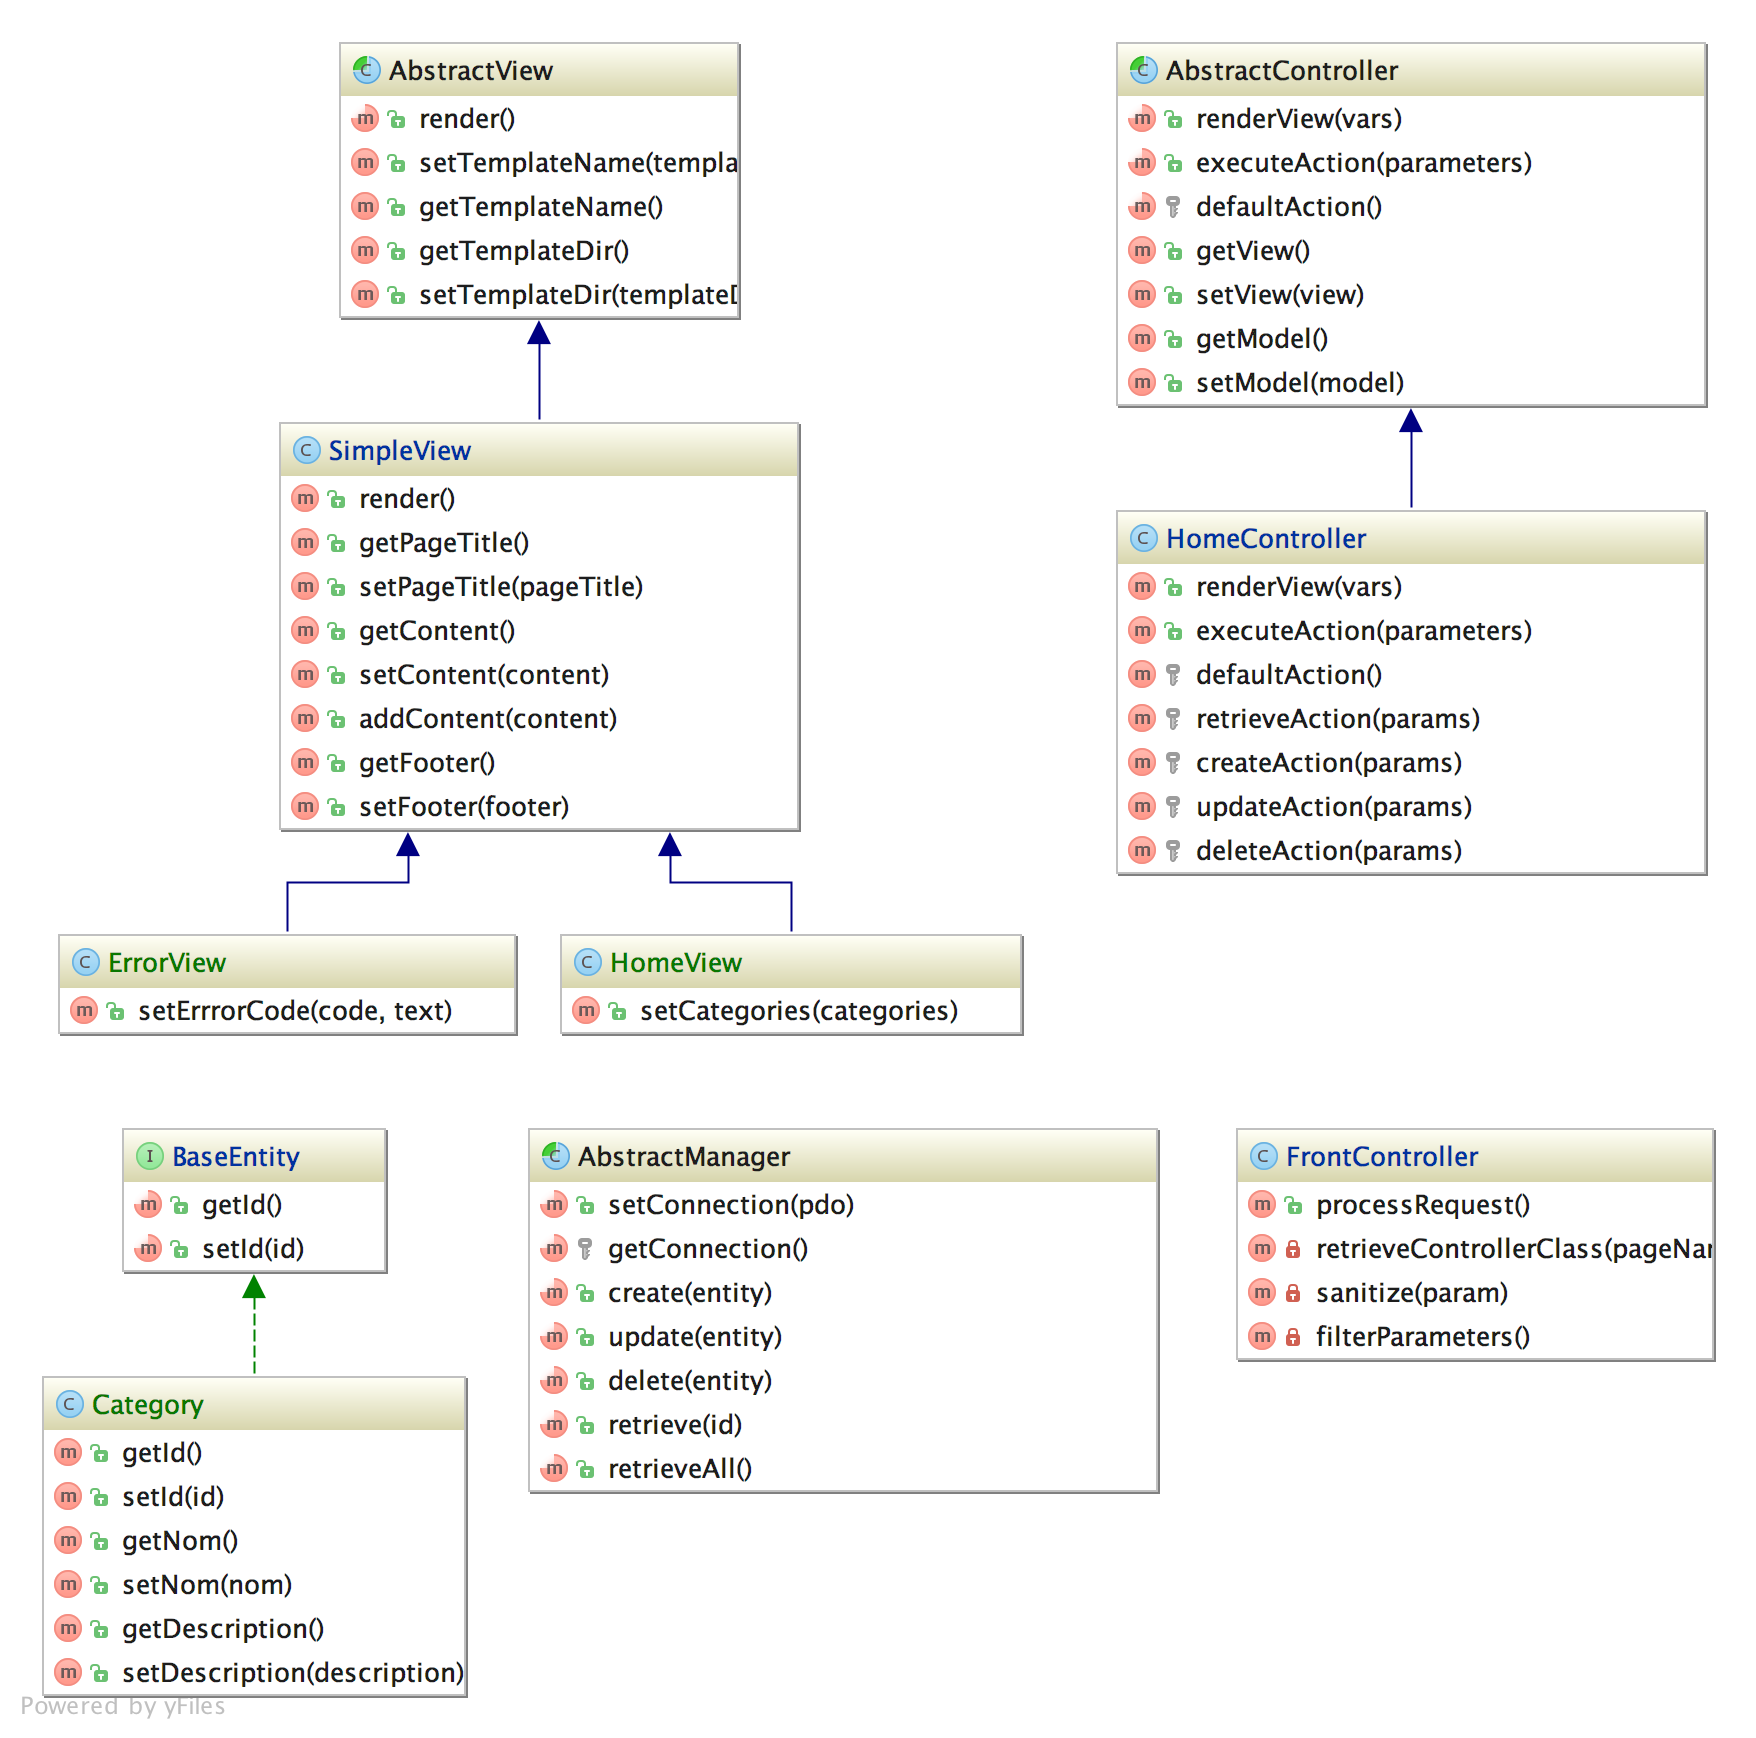 AbstractView
render()
setTemplateName(templa
getTemplateName()
getTemplateDir()
setTemplateDir(templateD
AbstractController
renderView(vars)
executeAction(parameters)
defaultAction()
getView()
setView(view)
getModel()
setModel(model)
SimpleView
render()
getPageTitle()
setPageTitle(pageTitle)
getContent()
setContent(content)
addContent(content)
getFooter()
setFooter(footer)
HomeController
renderView(vars)
executeAction(parameters)
defaultAction()
retrieveAction(params)
createAction(params)
updateAction(params)
deleteAction(params)
ErrorView
setErrrorCode(code, text)
HomeView
setCategories(categories)
BaseEntity
getId()
setId(id)
AbstractManager
setConnection(pdo)
getConnection()
create(entity)
update(entity)
delete(entity)
retrieve(id)
retrieveAll()
FrontController
processRequest()
retrieveControllerClass(pageNar
sanitize(param)
filterParameters()
Category
getId()
setId(id)
getNom()
setNom(nom)
getDescription()
setDescription(description)
Powered by yFiles